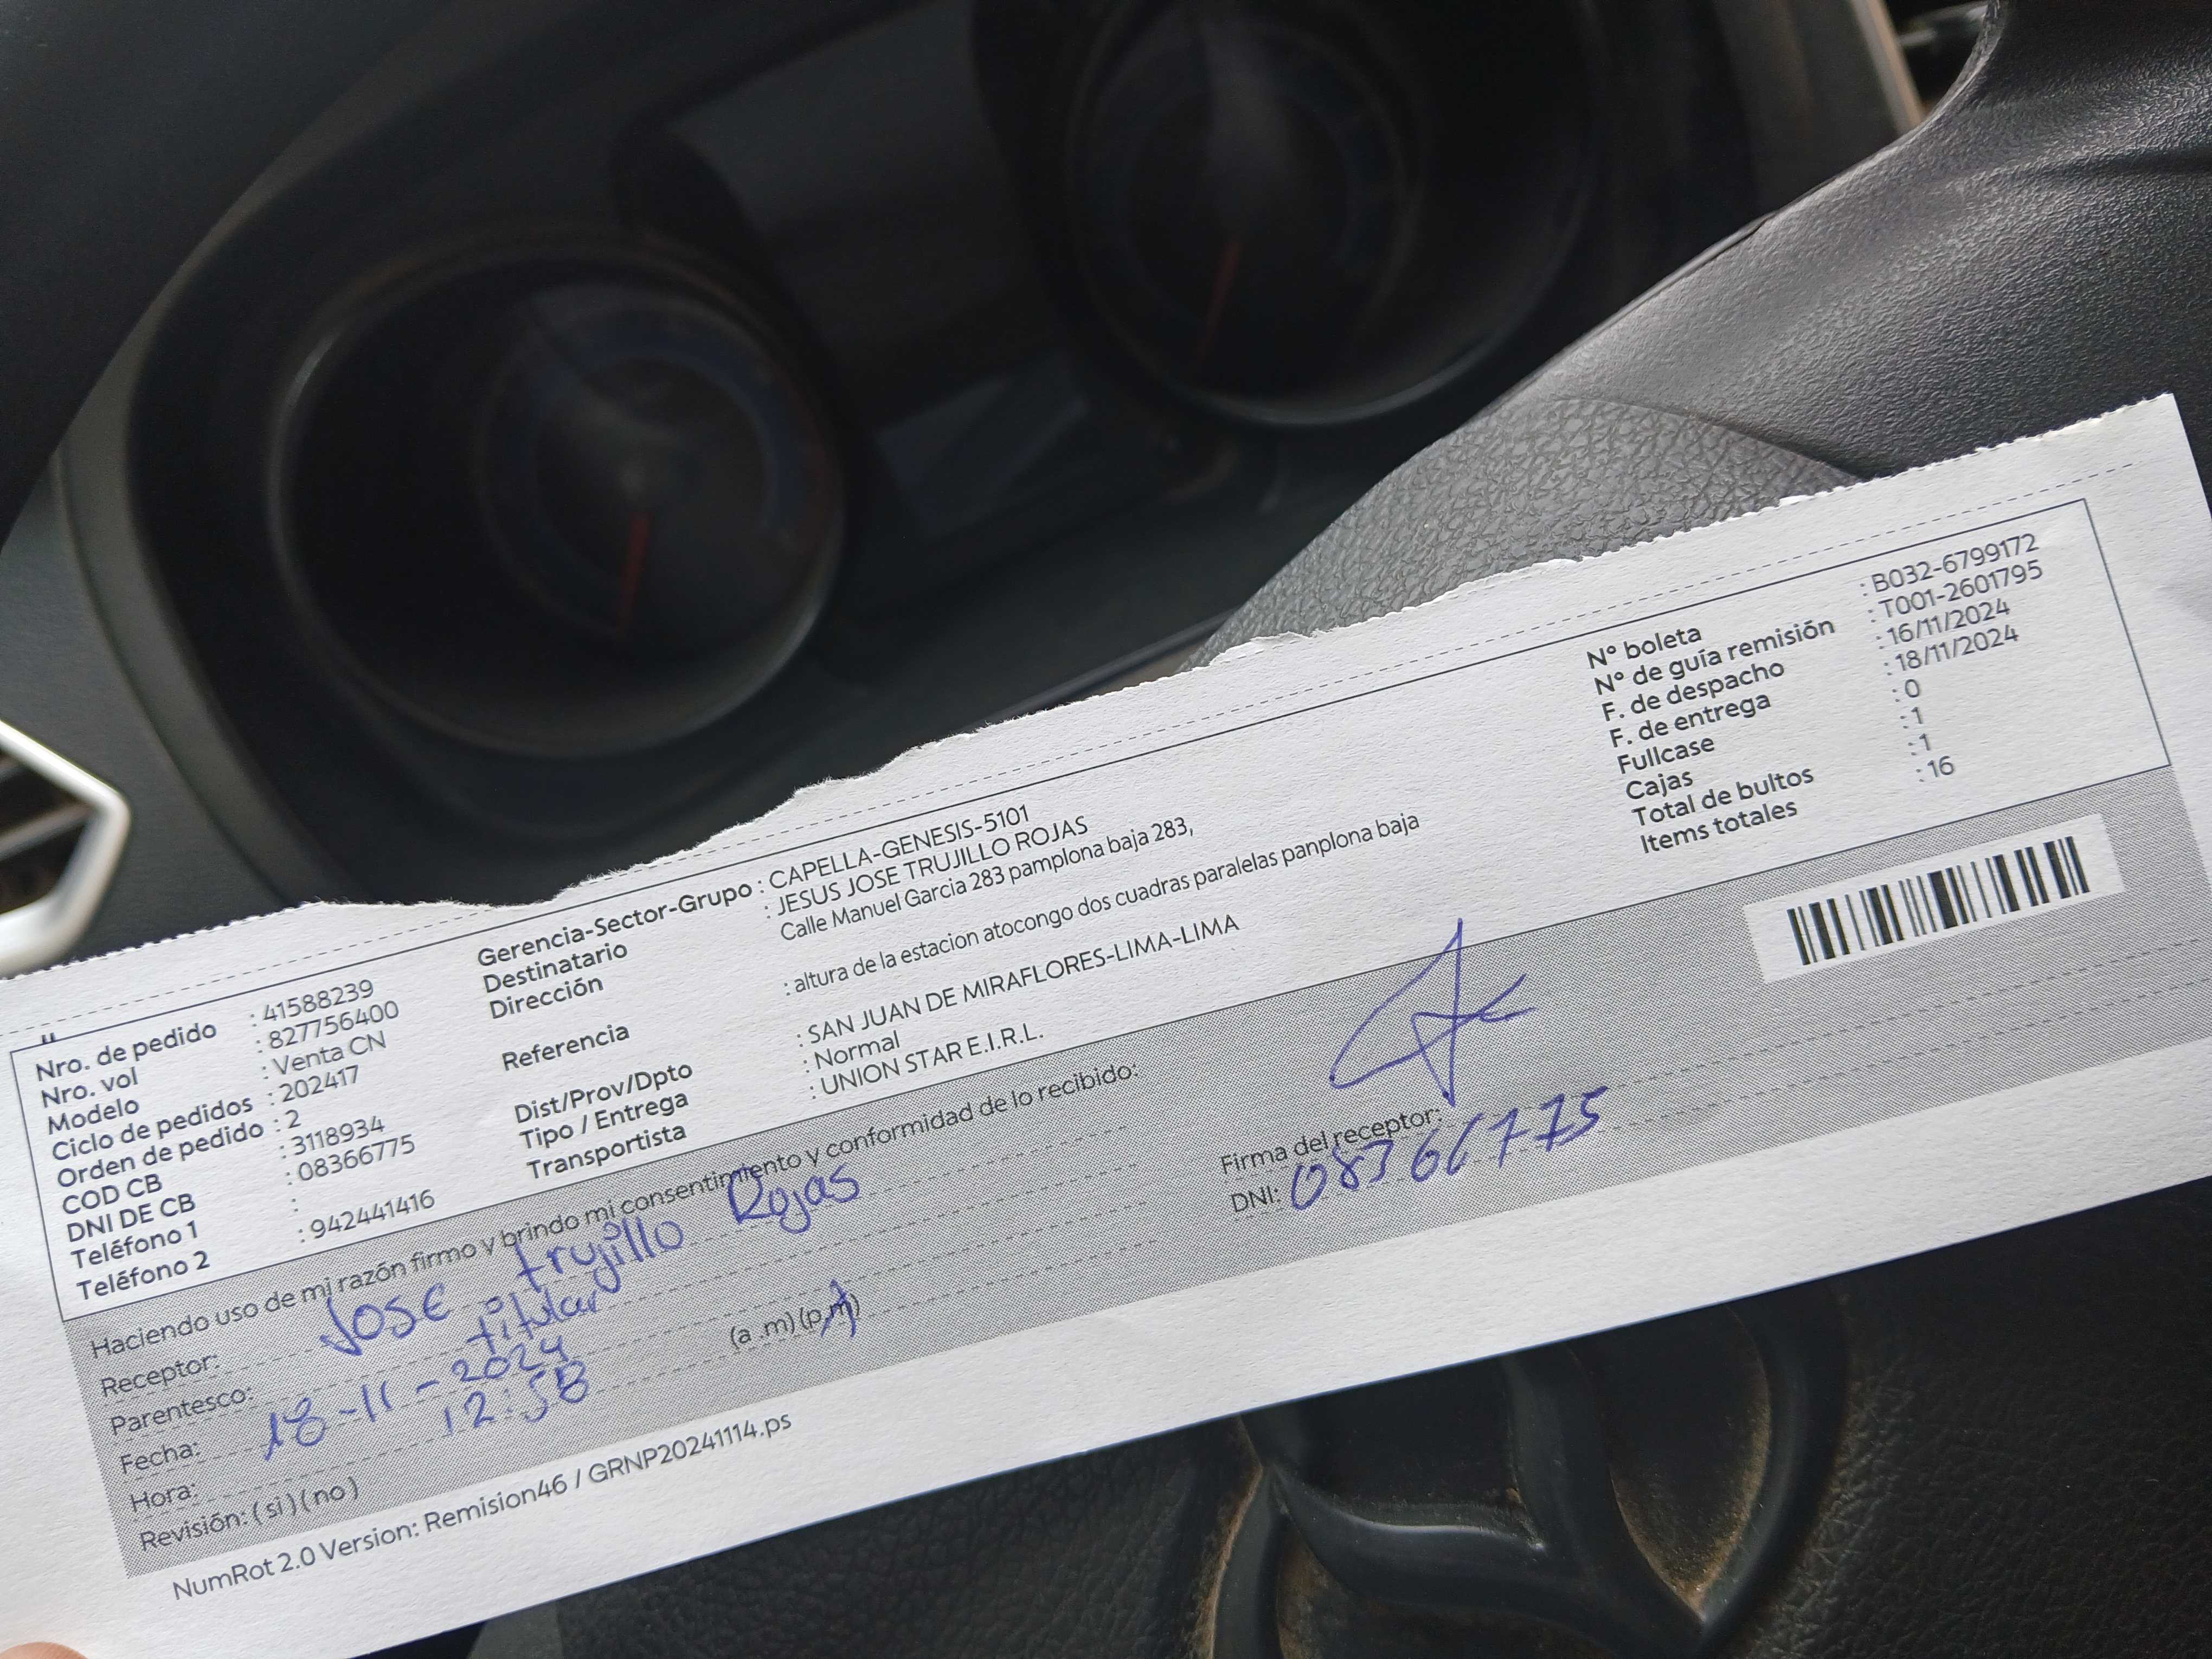 Nro. de pedido : 41588239
Nro. vol : 827756400
Modelo : Venta CN
Ciclo de pedidos : 202417
Orden de pedido : 2
COD CB : 3118934
DNI DE CB : 08366775
Teléfono 1 :
Teléfono 2 : 942441416
Gerencia-Sector-Grupo : CAPELLA-GENESIS-5101
Destinatario : JESUS JOSE TRUJILLO ROJAS
Dirección Calle Manuel Garcia 283 pamplona baja 283,
Referencia : altura de la estacion atocongo dos cuadras paralelas panplona baja
Dist/Prov/Dpto : SAN JUAN DE MIRAFLORES-LIMA-LIMA
Tipo / Entrega : Normal
Transportista : UNION STAR E.I.R.L.
N° boleta : B032-6799172
N° de guía remisión : T001-2601795
F. de despacho : 16/11/2024
F. de entrega : 18/11/2024
Fullcase : 0
Cajas : 1
Total de bultos : 1
Items totales : 16
Haciendo uso de mi razón firmo y brindo mi consentimiento y conformidad de lo recibido:
Receptor: JOSE trujillo Rojas
Parentesco: titular
Fecha: 18-11-2024
Hora: 12:58 (a .m) (p.m)
Revisión: ( si ) ( no )
Firma del receptor:
DNI: 08366775
NumRot 2.0 Version: Remision46 / GRNP20241114.ps